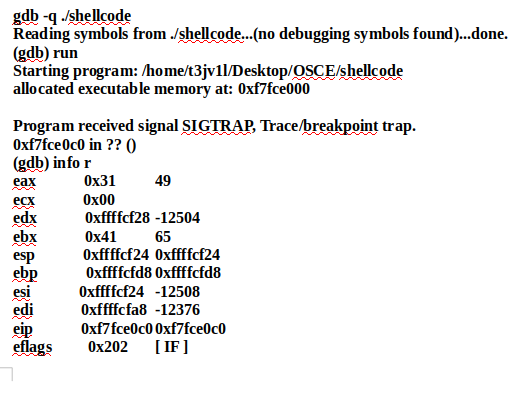 gdb -q ./shellcode
Reading symbols from ./shellcode...(no debugging symbols found)...done.
(gdb) run
Starting program: /home/t3jv1l/Desktop/OSCE/shellcode
allocated executable memory at: 0xf7fce000
Program received signal SIGTRAP, Trace/breakpoint trap.
0xf7fce0c0 in ?? ()
(gdb) info r
eax 0x31 49
ecx 0x00
edx 0xffffcf28 -12504
ebx 0x41 65
esp 0xffffcf24 0xffffcf24
ebp 0xffffcfd8 0xffffcfd8
esi 0xffffcf24 -12508
edi 0xffffcfa8 -12376
eip 0xf7fce0c0 0xf7fce0c0
eflags 0x202 [ IF ]